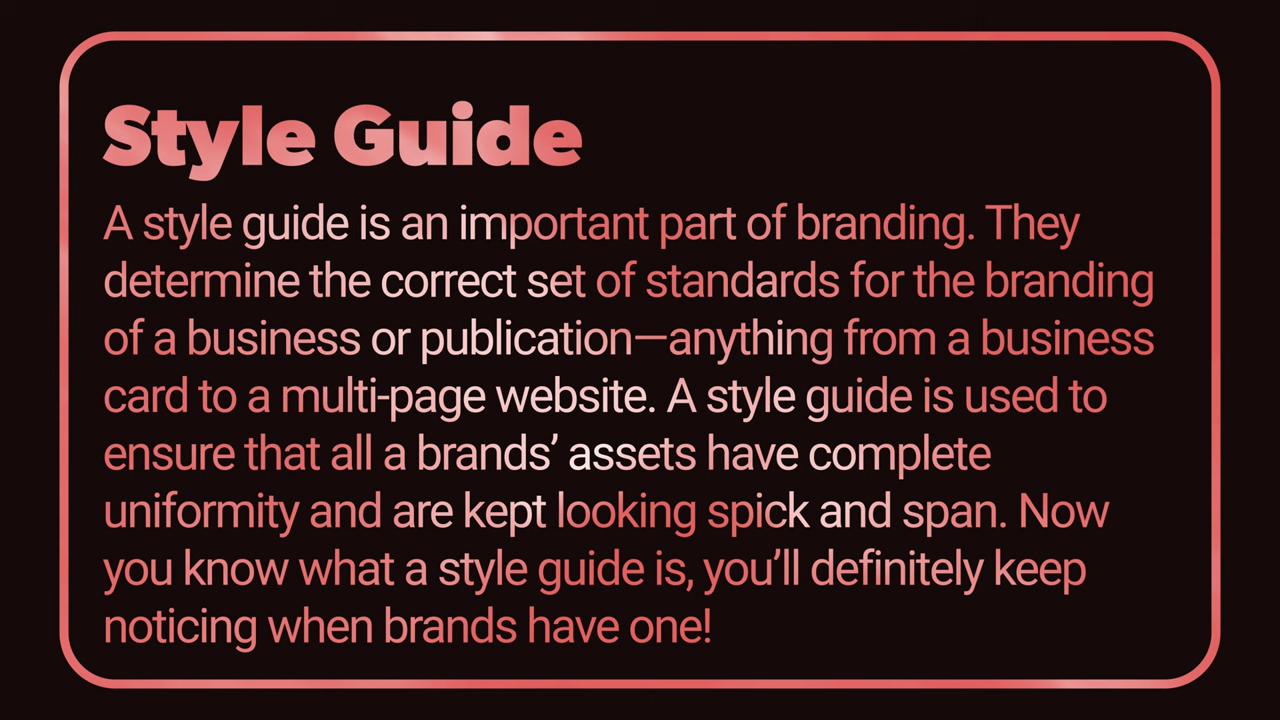 Style Guide
A style guide is an important part of branding. They
determine the correct set of standards for the branding
of a business or publication—anything from a business
card to a multi-page website. A style guide is used to
ensure that all a brands’ assets have complete
uniformity and are kept looking spick and span. Now
you know what a style guide is, you’ll definitely keep
noticing when brands have one!